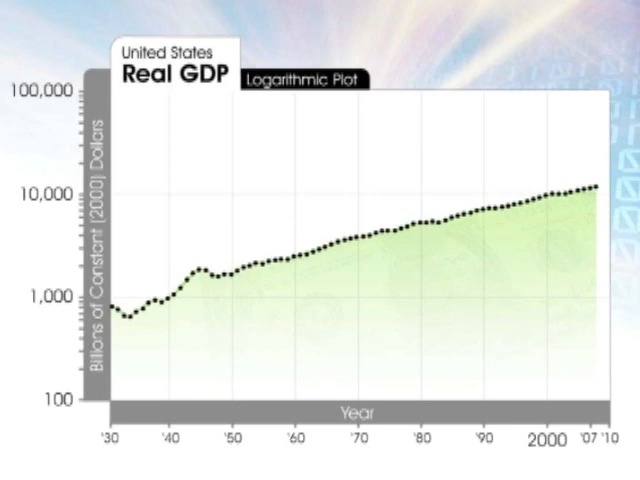 United States
Real GDP
Logarithmic Plot
Billions of Constant (2000) Dollars
100,000
10,000
1,000
100
Year
'30 '40 '50 '60 '70 '80 '90 2000 '07 '10